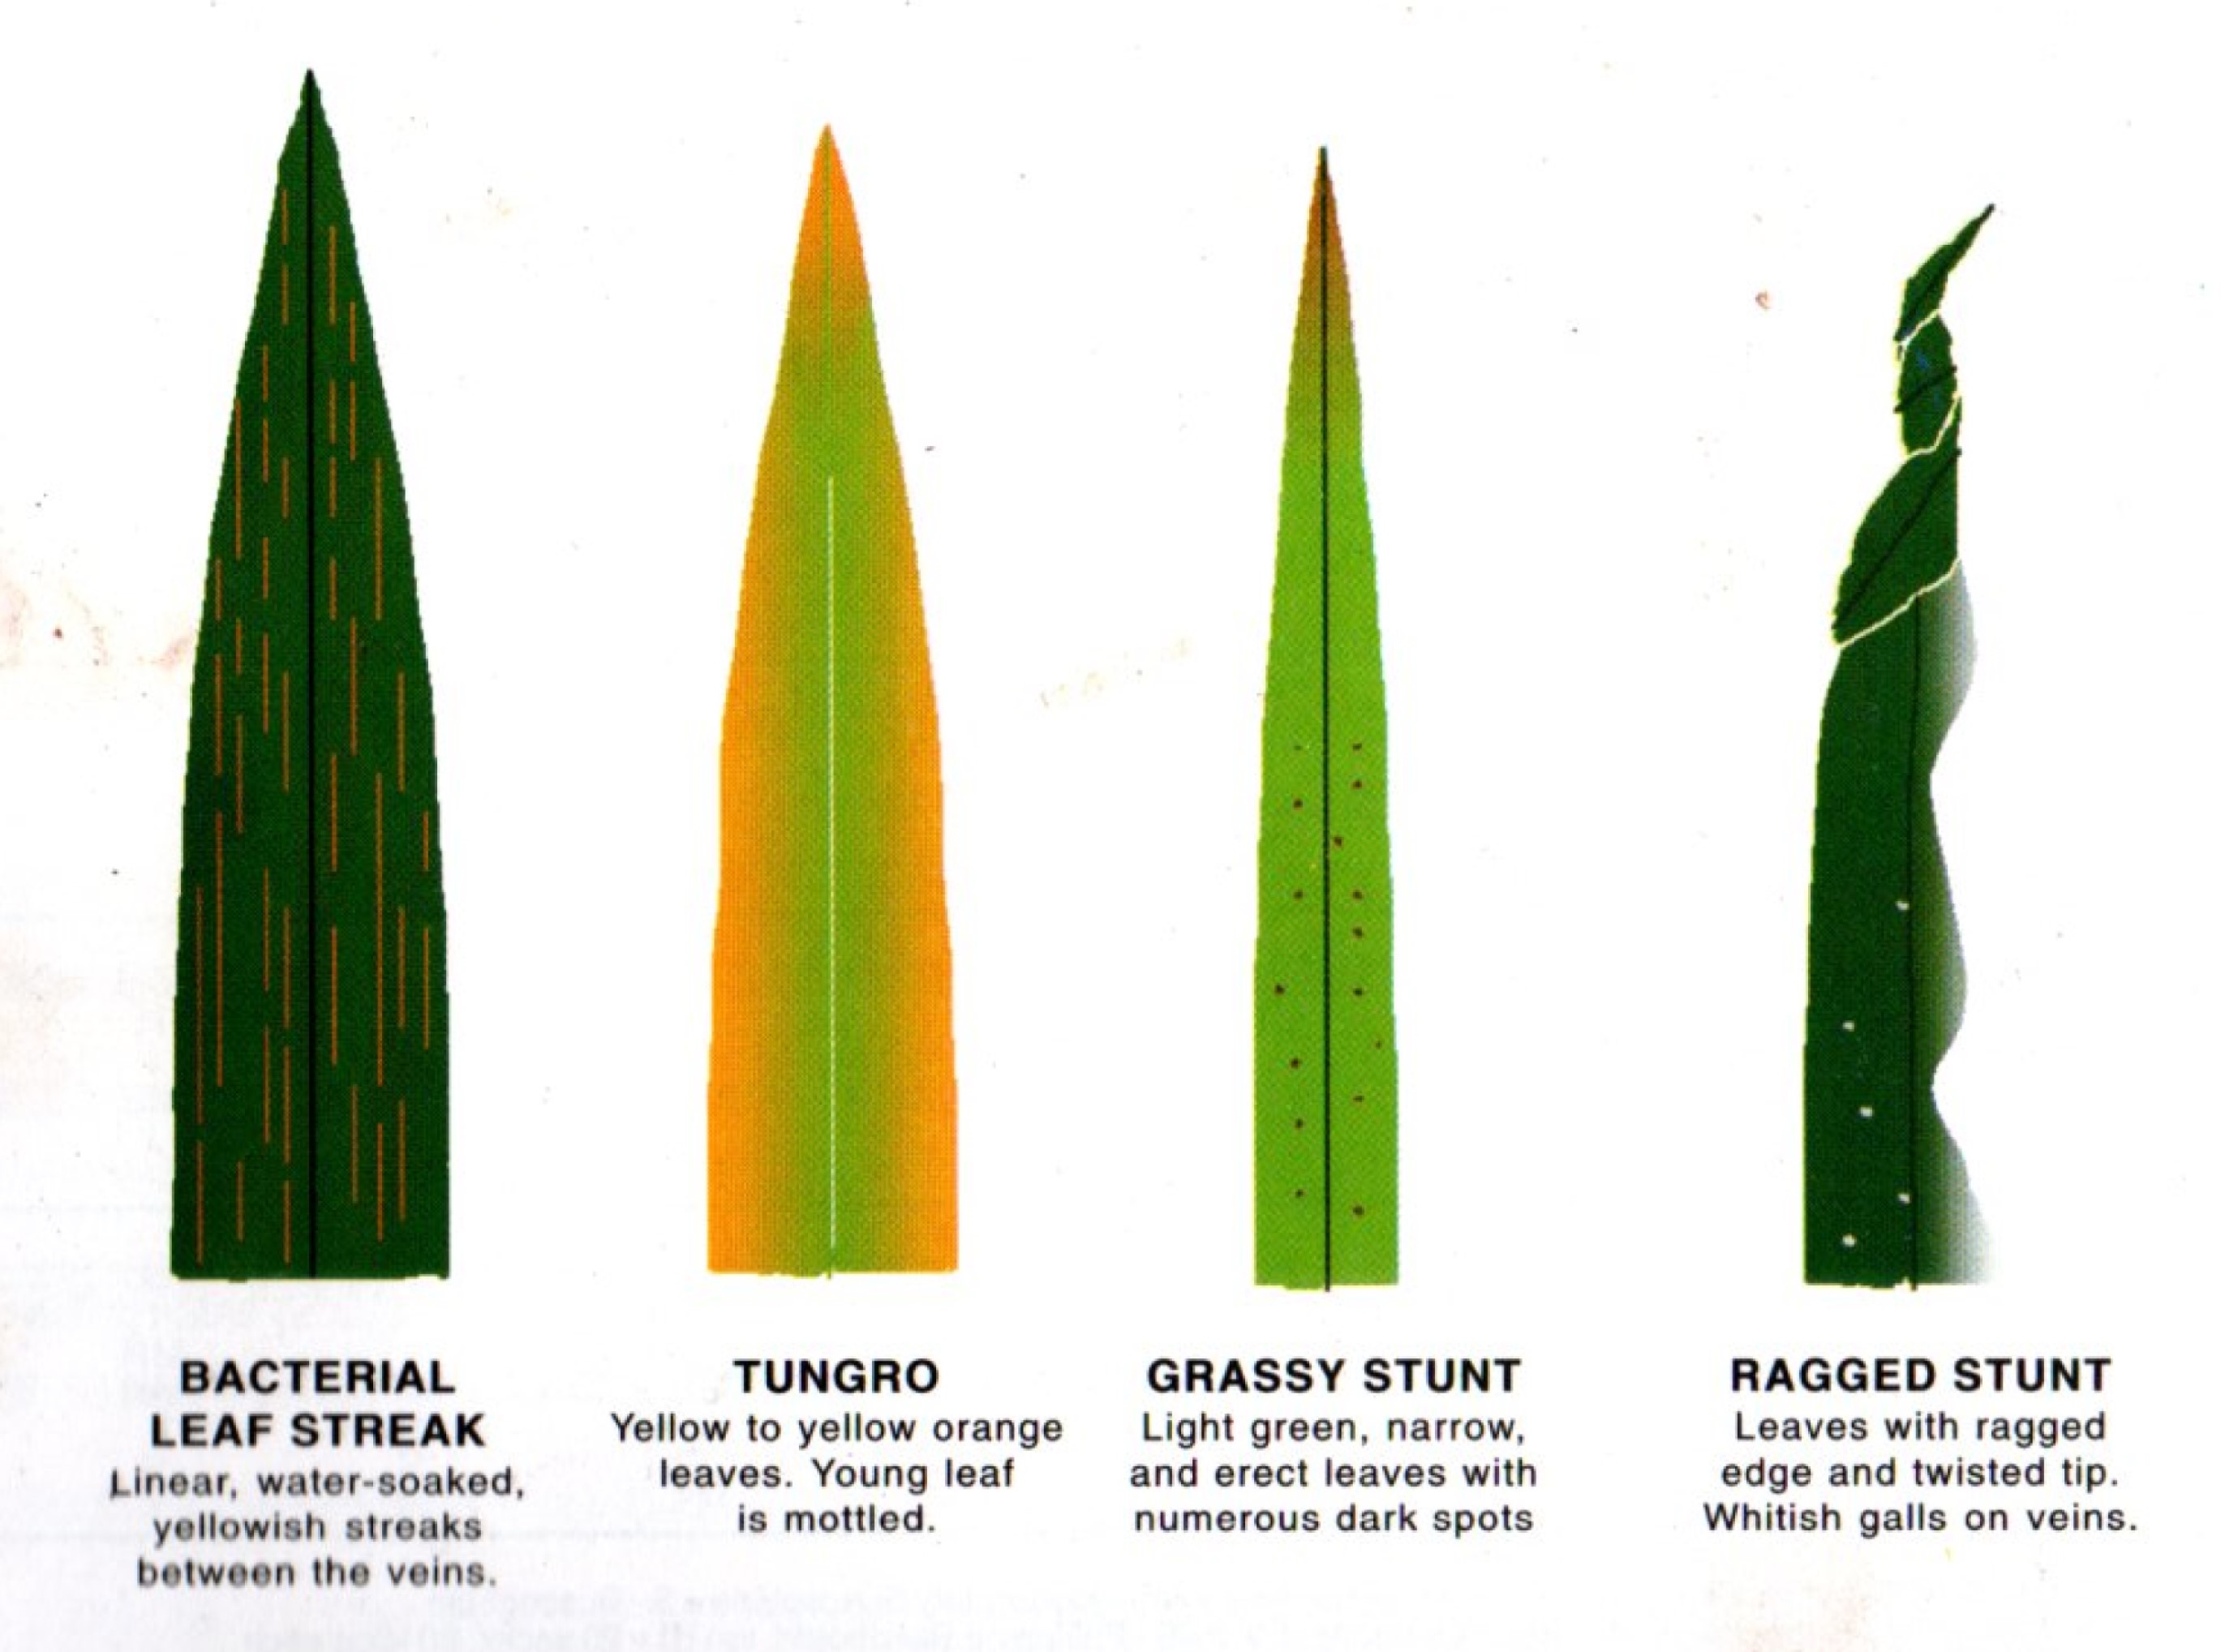 BACTERIAL
LEAF STREAK
Linear, water-soaked,
yellowish streaks
between the veins.
TUNGRO
Yellow to yellow orange
leaves. Young leaf
is mottled.
GRASSY STUNT
Light green, narrow,
and erect leaves with
numerous dark spots
RAGGED STUNT
Leaves with ragged
edge and twisted tip.
Whitish galls on veins.